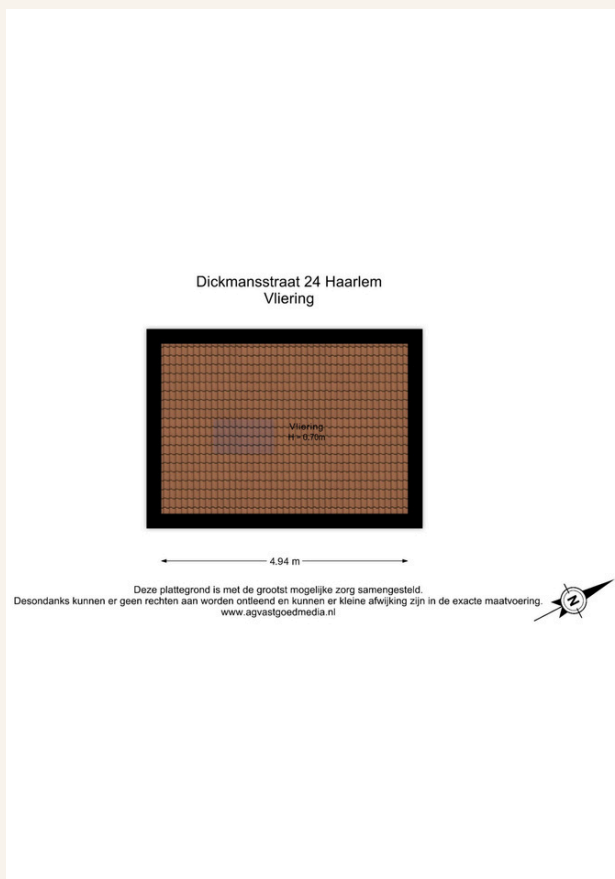 Dickmansstraat 24 Haarlem
Vliering
Vliering
H = 0.70m
4.94 m
Deze plattegrond is met de grootst mogelijke zorg samengesteld.
Desondanks kunnen er geen rechten aan worden ontleend en kunnen er kleine afwijking zijn in de exacte maatvoering.
www.agvastgoedmedia.nl
N